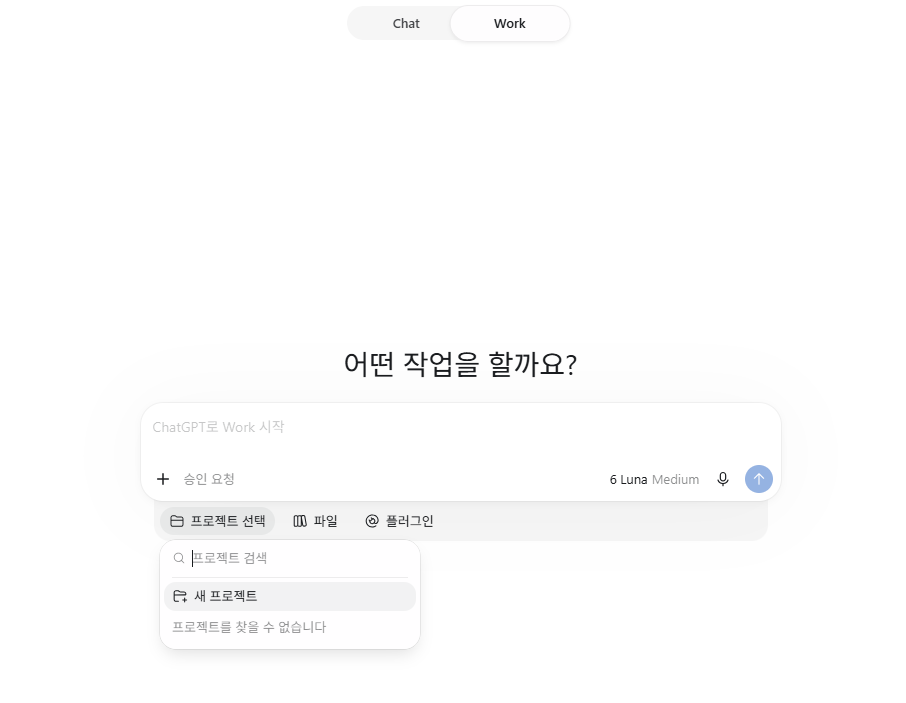 Chat Work
어떤 작업을 할까요?
ChatGPT로 Work 시작
승인 요청 6 Luna Medium
프로젝트 선택 파일 플러그인
프로젝트 검색
새 프로젝트
프로젝트를 찾을 수 없습니다